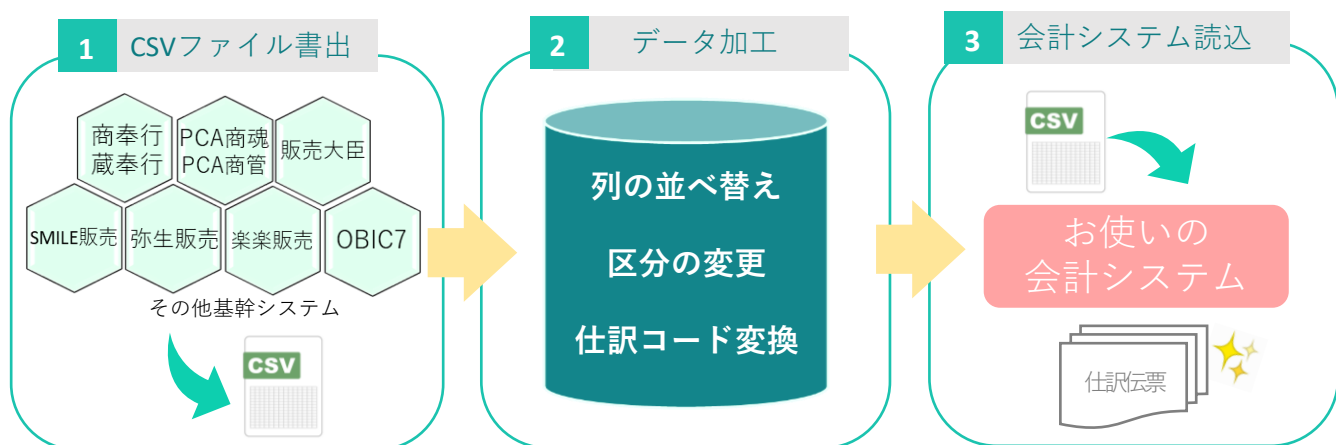 1 CSVファイル書出
商奉行
蔵奉行
PCA商魂
PCA商管
販売大臣
SMILE販売
弥生販売
楽楽販売
OBIC7
その他基幹システム
CSV
2 データ加工
列の並べ替え
区分の変更
仕訳コード変換
3 会計システム読込
CSV
お使いの
会計システム
仕訳伝票